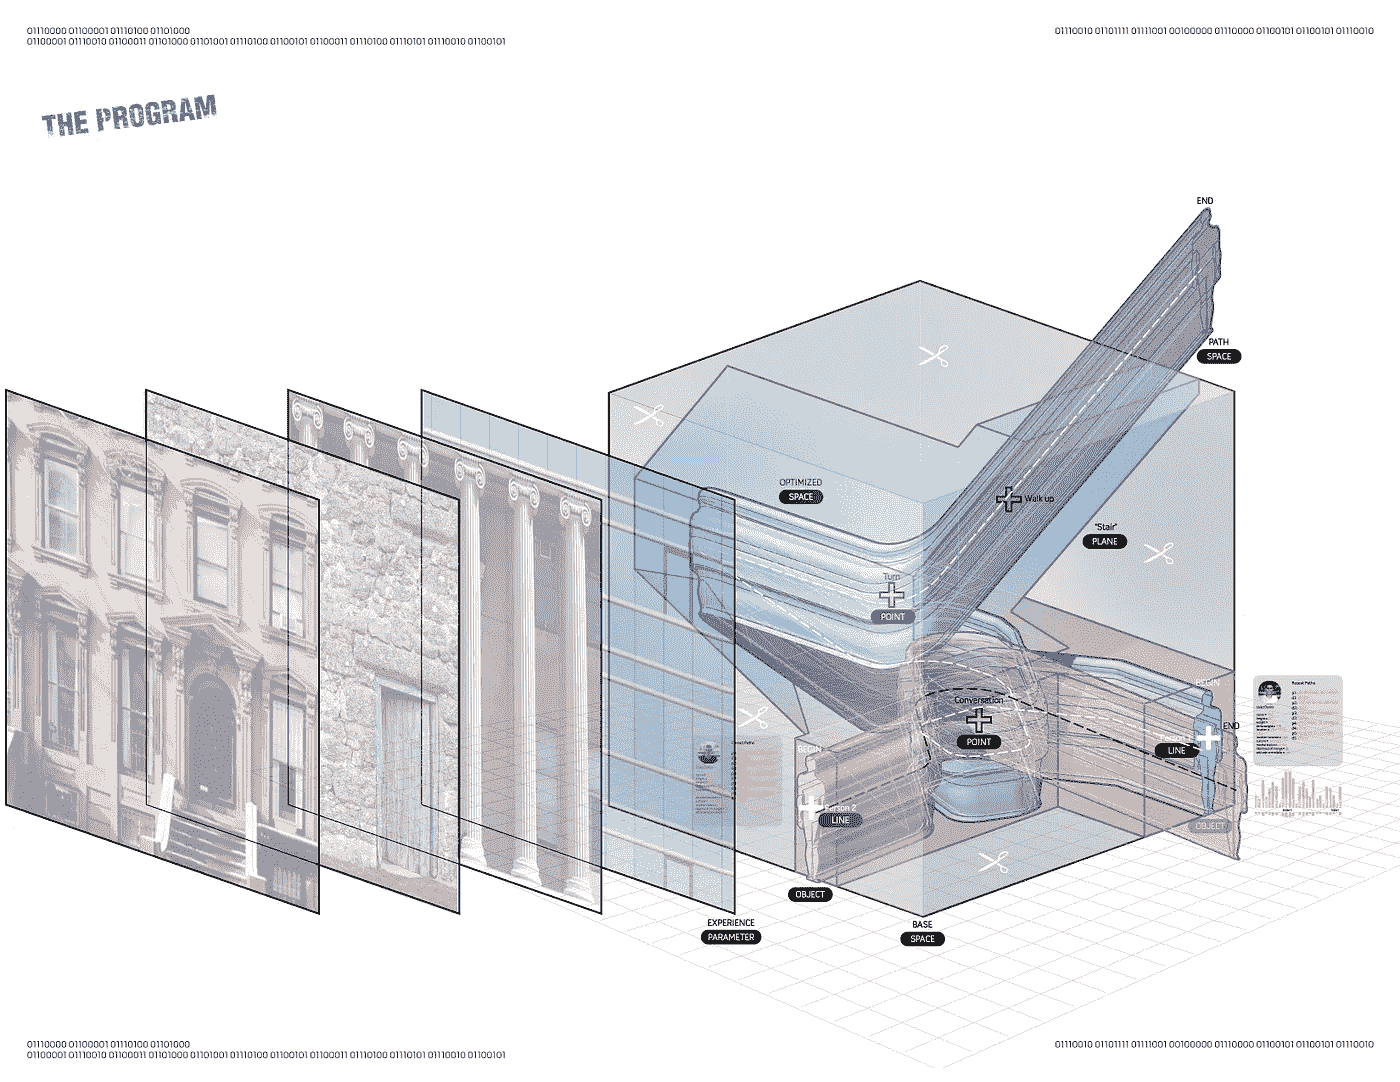 01110000 01100001 01110100 01101000
01100001 01110010 01100011 01101000 01101001 01110100 01100101 01100011 01110100 01110101 01110010 01100101
01110010 01101111 01111001 00100000 01110000 01100101 01100101 01110010
THE PROGRAM
END
PATH
SPACE
OPTIMIZED
SPACE
Walk up
"Stair"
PLANE
Turn
POINT
BEGIN
Conversation
POINT
END
Person 1
LINE
BEGIN
Person 2
LINE
OBJECT
OBJECT
EXPERIENCE
PARAMETER
BASE
SPACE
Recent Paths
01110000 01100001 01110100 01101000
01100001 01110010 01100011 01101000 01101001 01110100 01100101 01100011 01110100 01110101 01110010 01100101
01110010 01101111 01111001 00100000 01110000 01100101 01100101 01110010